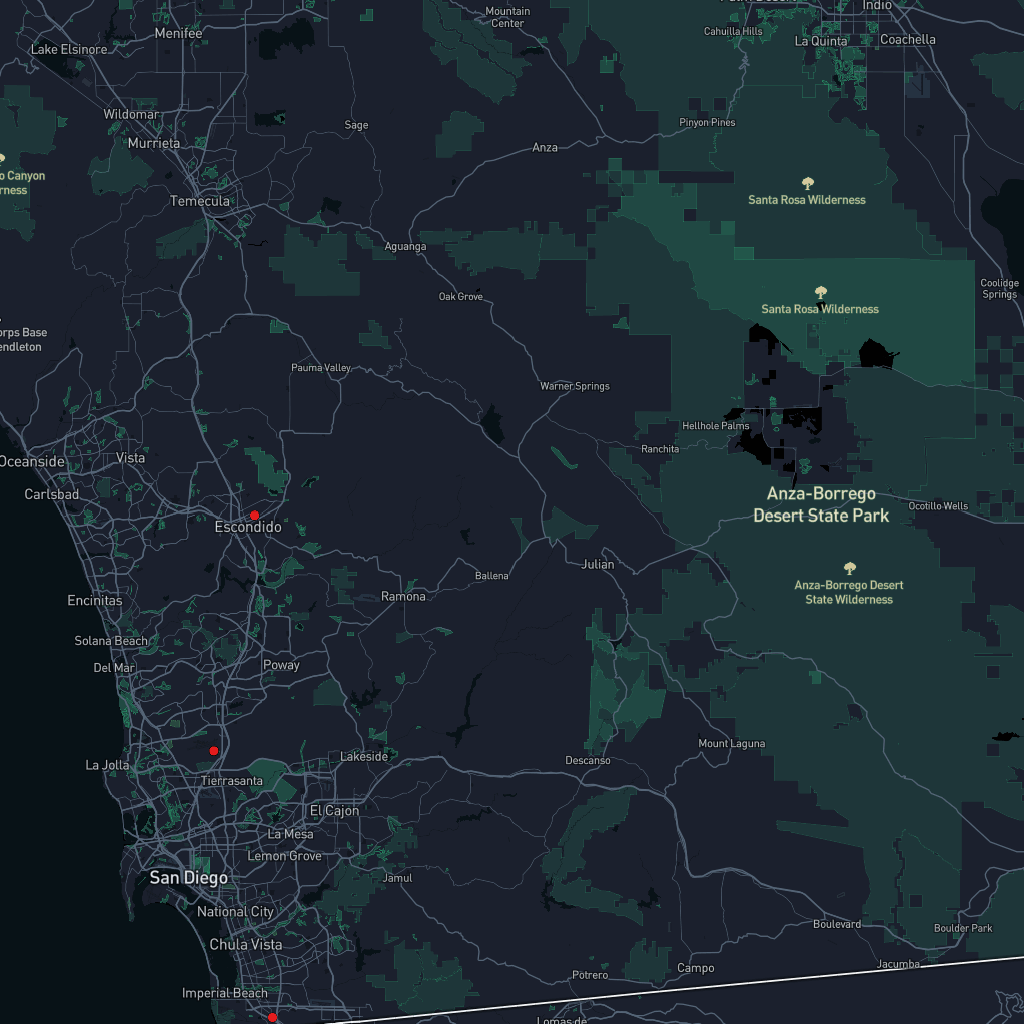 Mountain
Center
Indio
Menifee
Cahuilla Hills
La Quinta
Coachella
Lake Elsinore
Wildomar
Murrieta
Sage
Pinyon Pines
Anza
o Canyon
rness
Temecula
Santa Rosa Wilderness
Aguanga
Oak Grove
Coolidge
Springs
Santa Rosa Wilderness
orps Base
endleton
Pauma Valley
Warner Springs
Hellhole Palms
Ranchita
Oceanside
Vista
Carlsbad
Anza-Borrego
Desert State Park
Ocotillo Wells
Escondido
Julian
Ballena
Anza-Borrego Desert
State Wilderness
Encinitas
Ramona
Solana Beach
Del Mar
Poway
Mount Laguna
La Jolla
Lakeside
Descanso
Tierrasanta
El Cajon
La Mesa
Lemon Grove
San Diego
Jamul
National City
Chula Vista
Boulevard
Boulder Park
Jacumba
Campo
Potrero
Imperial Beach
Lomas de